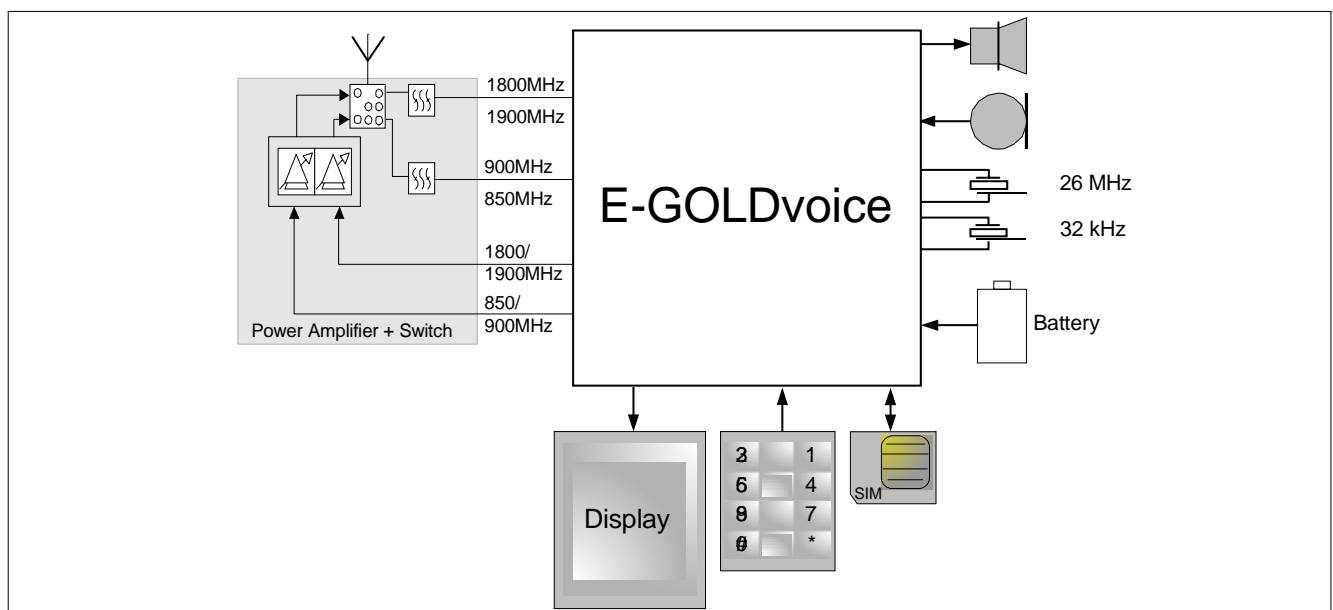 1800MHz
1900MHz
900MHz
850MHz
1800/
1900MHz
850/
900MHz
Power Amplifier + Switch
E-GOLDvoice
26 MHz
32 kHz
Battery
Display
1
4
7
*
SIM